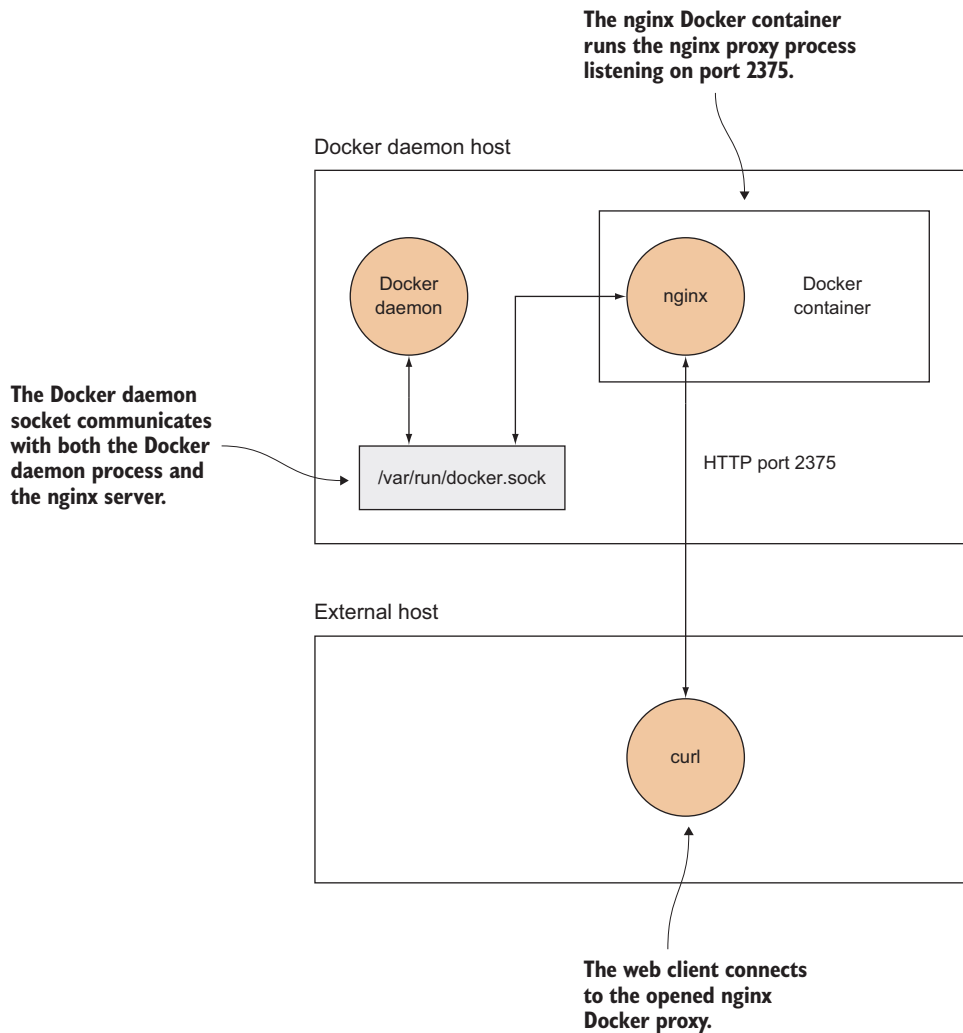 The nginx Docker container
runs the nginx proxy process
listening on port 2375.
Docker daemon host
Docker
daemon
nginx
Docker
container
The Docker daemon
socket communicates
with both the Docker
daemon process and
the nginx server.
/var/run/docker.sock
HTTP port 2375
External host
curl
The web client connects
to the opened nginx
Docker proxy.